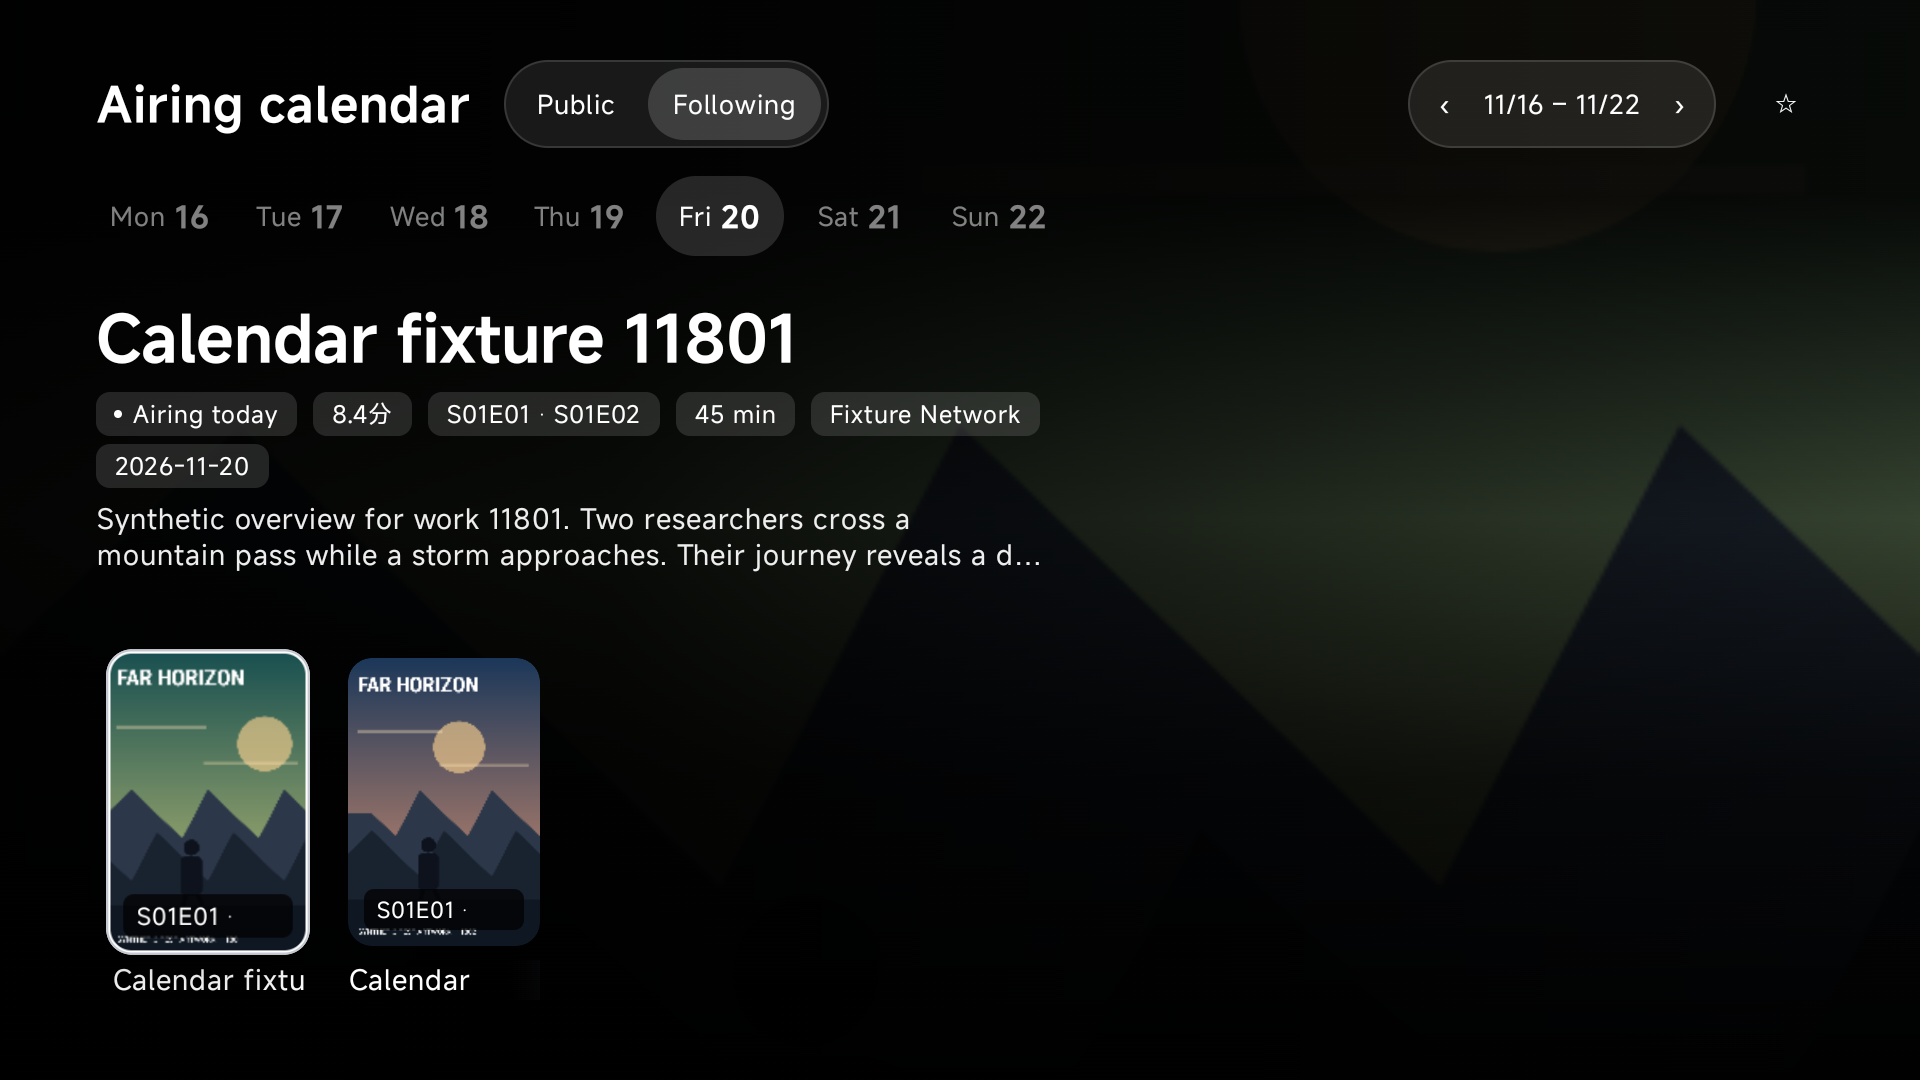 Airing calendar
Public
Following
‹ 11/16 – 11/22 ›
☆
Mon 16
Tue 17
Wed 18
Thu 19
Fri 20
Sat 21
Sun 22
Calendar fixture 11801
• Airing today
8.4分
S01E01 · S01E02
45 min
Fixture Network
2026-11-20
Synthetic overview for work 11801. Two researchers cross a
mountain pass while a storm approaches. Their journey reveals a d…
FAR HORIZON
S01E01 ·
Calendar fixtu
FAR HORIZON
S01E01 ·
Calendar